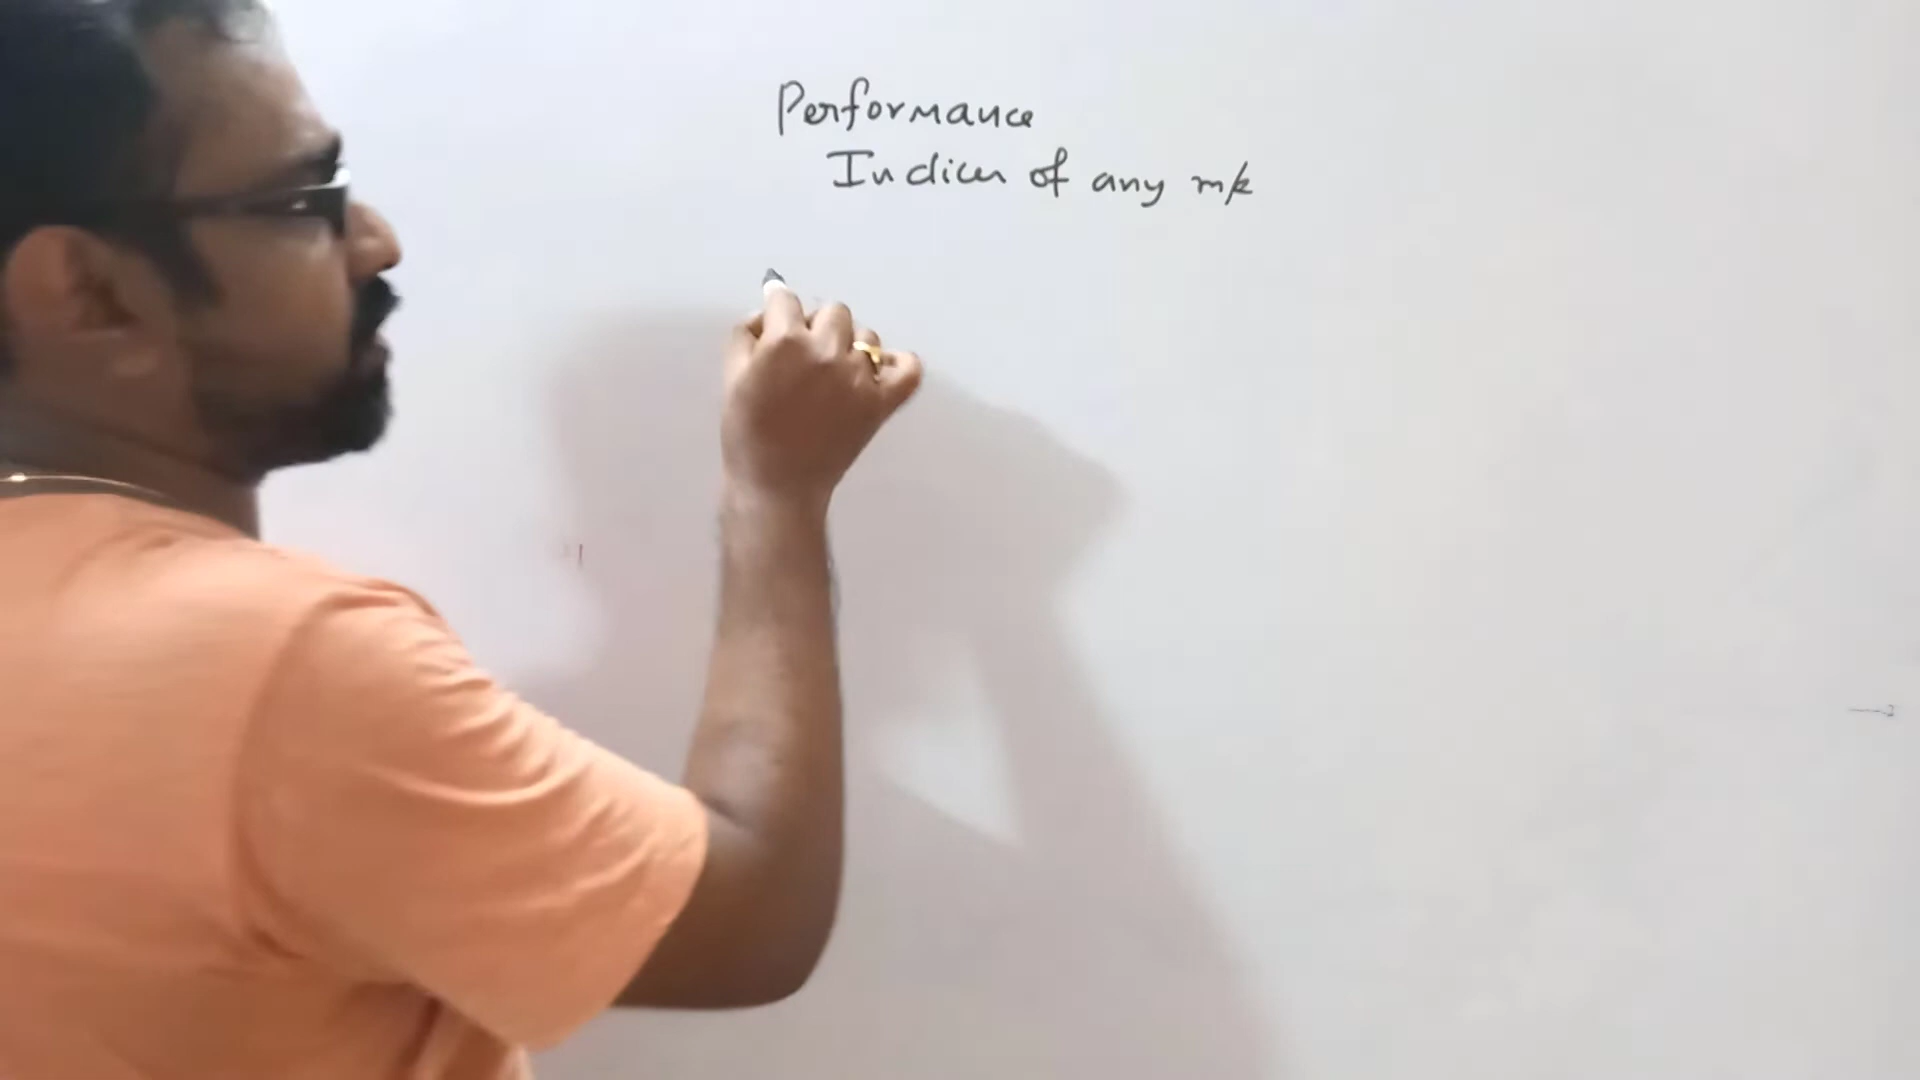 Performance
Indices of any m/c